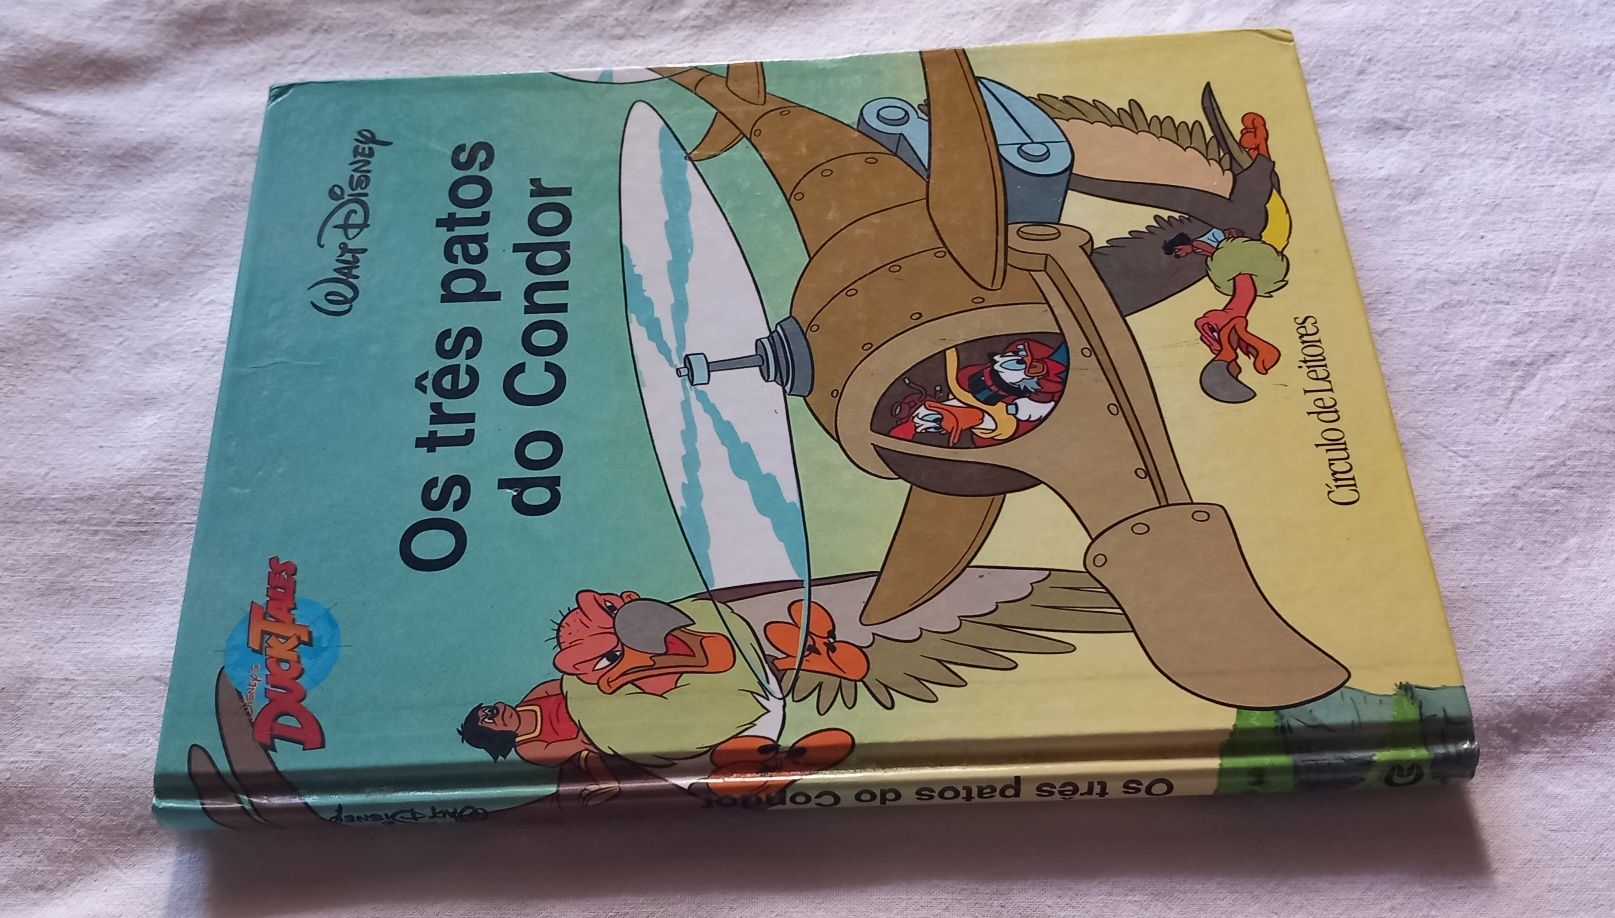 WALT DISNEY
Os três patos
do Condor
DISNEY'S
DUCKTALES
Círculo de Leitores
WALT DISNEY
Os três patos do Condor